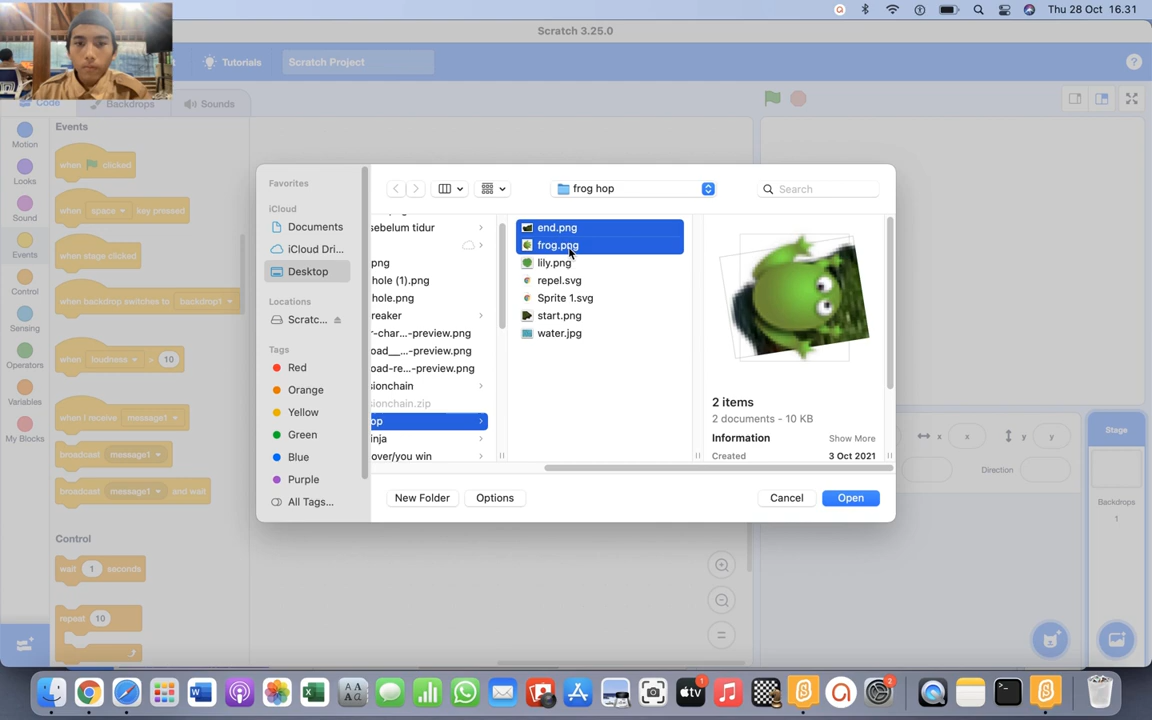 Thu 28 Oct 16.31
Scratch 3.25.0
Tutorials
Scratch Project
?
Code
Backdrops
Sounds
Motion
Looks
Sound
Events
Control
Sensing
Operators
Variables
My Blocks
Events
when clicked
when space key pressed
when stage clicked
when backdrop switches to backdrop1
when loudness > 10
when I receive message1
broadcast message1
broadcast message1 and wait
Control
wait 1 seconds
repeat 10
Favorites
iCloud
Documents
iCloud Dri...
Desktop
Locations
Scratc...
Tags
Red
Orange
Yellow
Green
Blue
Purple
All Tags...
frog hop
Search
sebelum tidur
png
hole (1).png
hole.png
reaker
r-char...-preview.png
oad__...-preview.png
oad-re...-preview.png
sionchain
sionchain.zip
op
inja
over/you win
end.png
frog.png
lily.png
repel.svg
Sprite 1.svg
start.png
water.jpg
2 items
2 documents - 10 KB
Information
Show More
Created
3 Oct 2021
New Folder
Options
Cancel
Open
x
x
y
y
Direction
Stage
Backdrops
1
tv
1
2